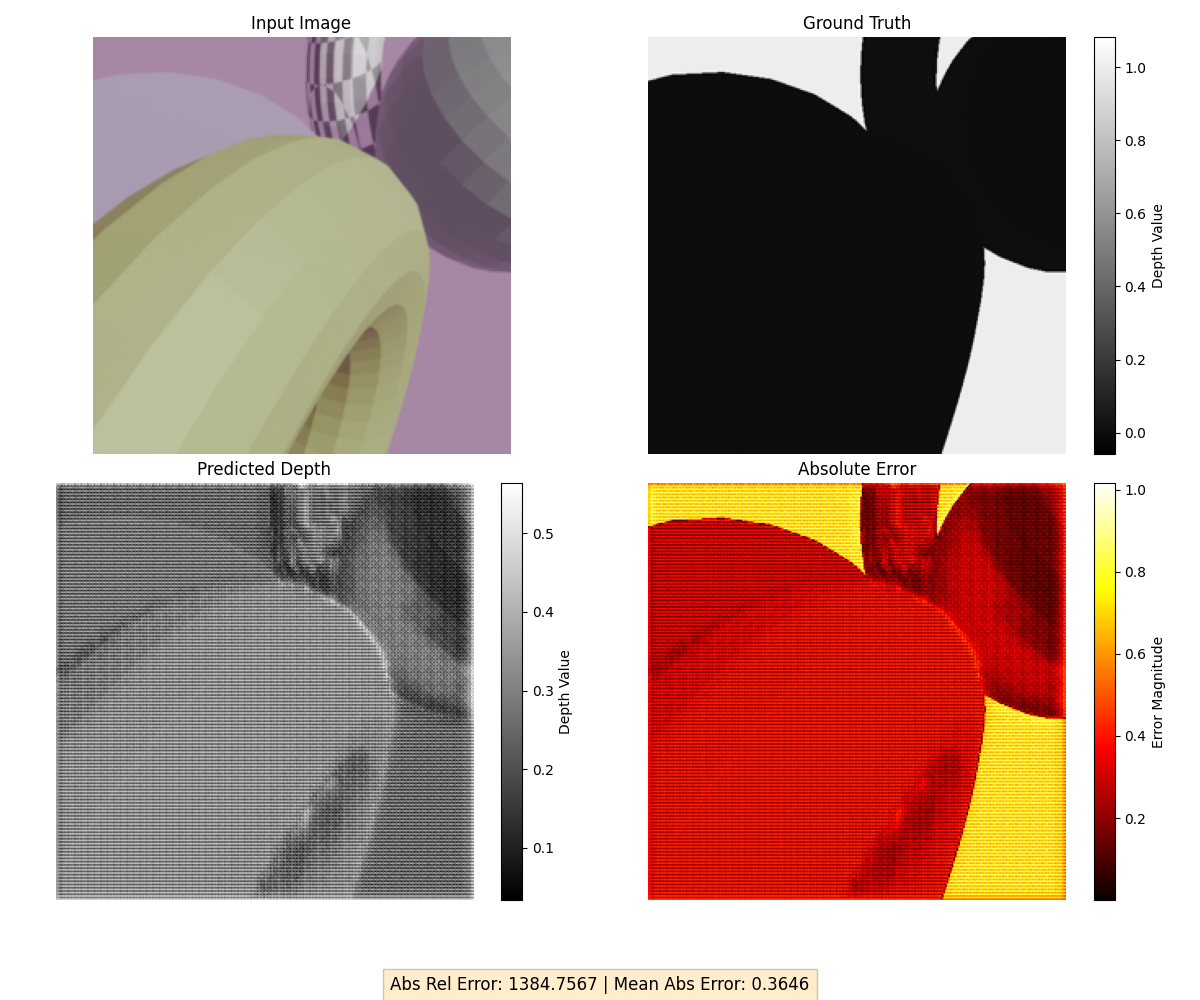 Input Image
Ground Truth
1.0
0.8
0.6
0.4
0.2
0.0
Depth Value
Predicted Depth
0.5
0.4
0.3
0.2
0.1
Depth Value
Absolute Error
1.0
0.8
0.6
0.4
0.2
Error Magnitude
Abs Rel Error: 1384.7567 | Mean Abs Error: 0.3646